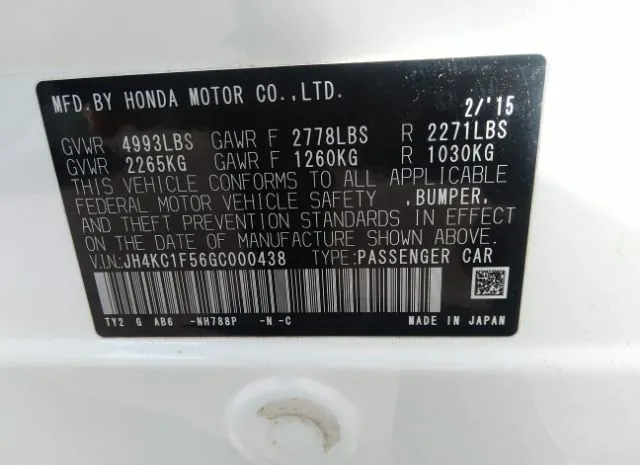 MFD.BY HONDA MOTOR CO.,LTD. 2/'15
GVWR 4993LBS GAWR F 2778LBS R 2271LBS
GVWR 2265KG GAWR F 1260KG R 1030KG
THIS VEHICLE CONFORMS TO ALL APPLICABLE
FEDERAL MOTOR VEHICLE SAFETY ,BUMPER,
AND THEFT PREVENTION STANDARDS IN EFFECT
ON DATE OF MANUFACTURE SHOWN ABOVE.
V.I.N:JH4KC1F56GC000438 TYPE:PASSENGER CAR
TY2 G AB6 -NH788P -N -C MADE IN JAPAN